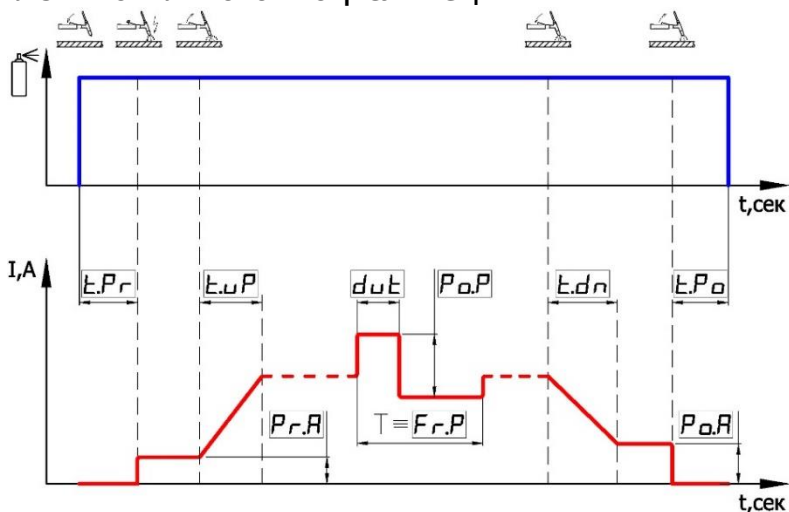 t,сек
I,A
t.Pr
t.uP
dut
Po.P
t.dn
t.Po
Pr.A
T = Fr.P
Po.A
t,сек